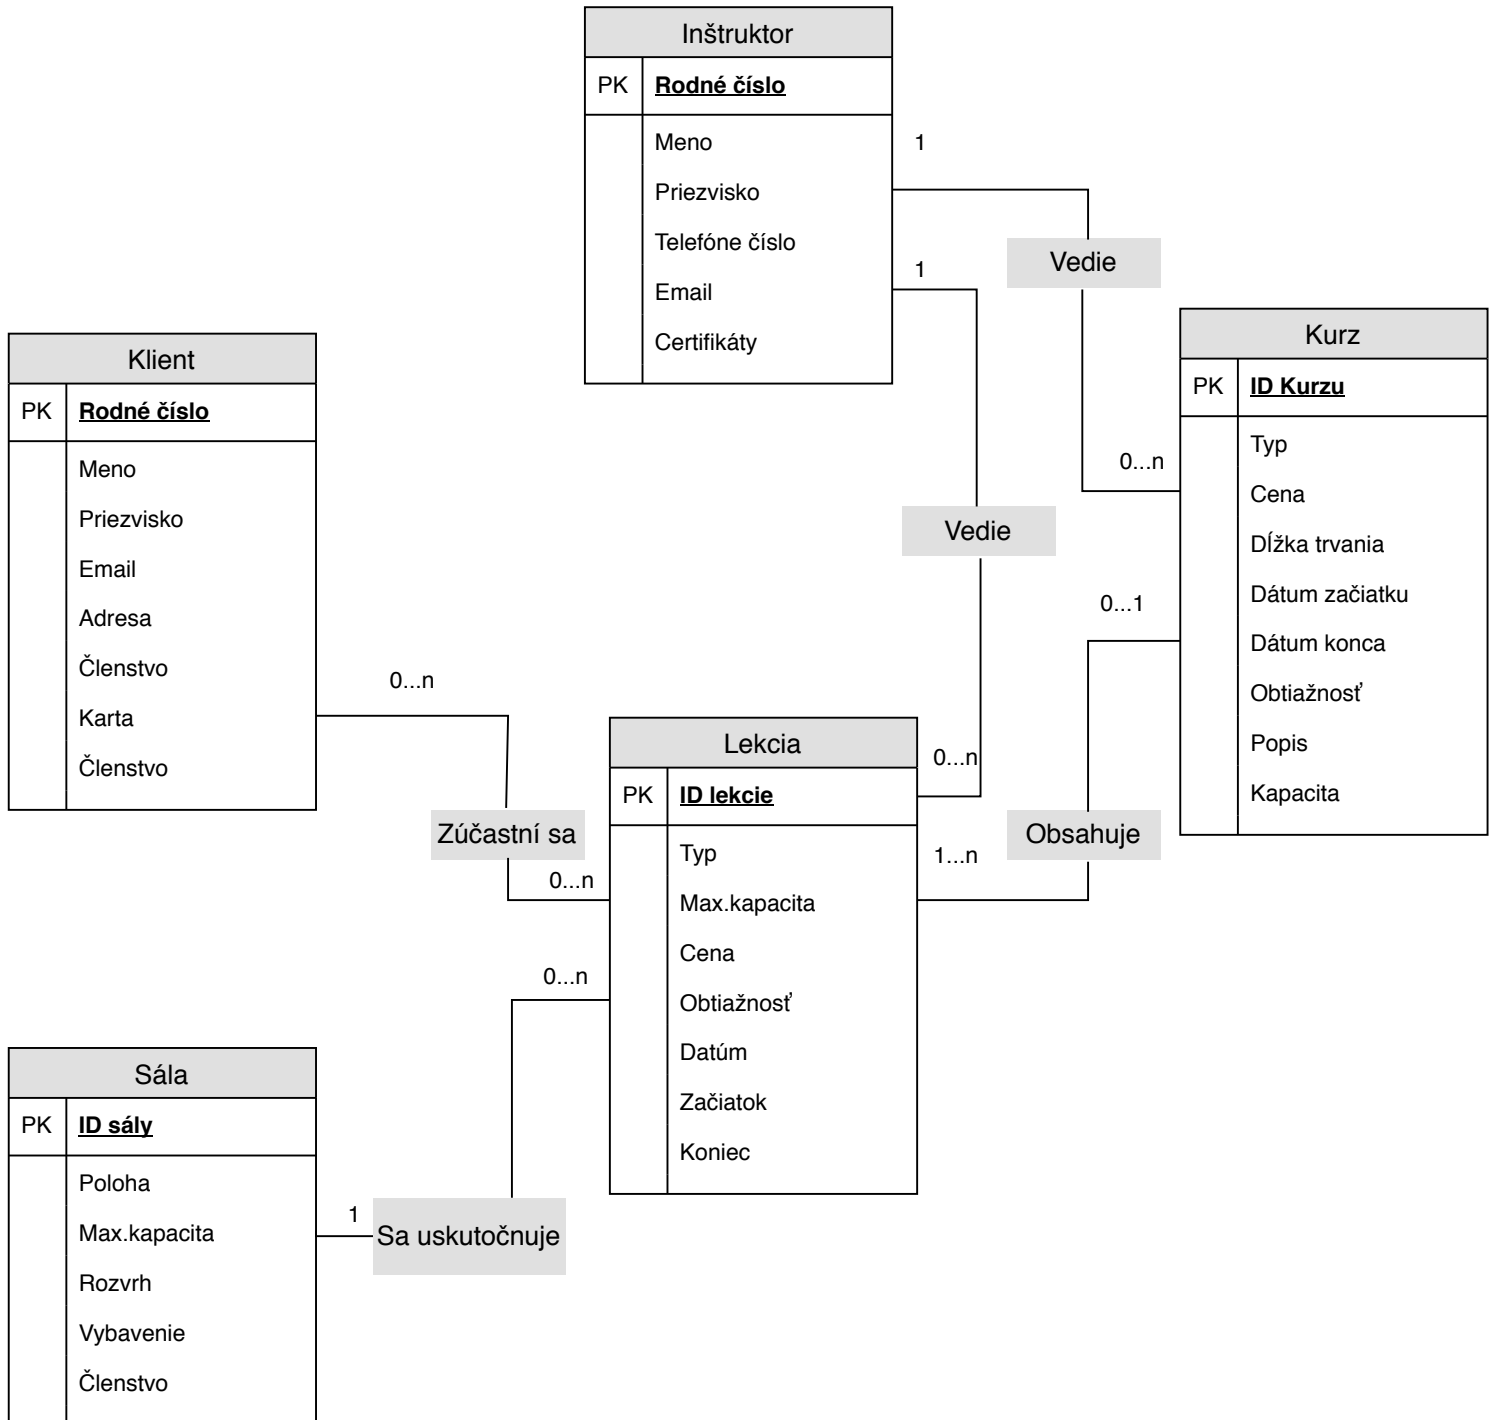 Inštruktor
PK Rodné číslo
Meno
Priezvisko
Telefóne číslo
Email
Certifikáty
1
1
Vedie
Kurz
PK ID Kurzu
Typ
Cena
Dĺžka trvania
Dátum začiatku
Dátum konca
Obtiažnosť
Popis
Kapacita
0...n
0...1
Vedie
Klient
PK Rodné číslo
Meno
Priezvisko
Email
Adresa
Členstvo
Karta
Členstvo
0...n
Zúčastní sa
0...n
Lekcia
PK ID lekcie
Typ
Max.kapacita
Cena
Obtiažnosť
Datúm
Začiatok
Koniec
0...n
1...n
Obsahuje
0...n
Sála
PK ID sály
Poloha
Max.kapacita
Rozvrh
Vybavenie
Členstvo
1
Sa uskutočnuje